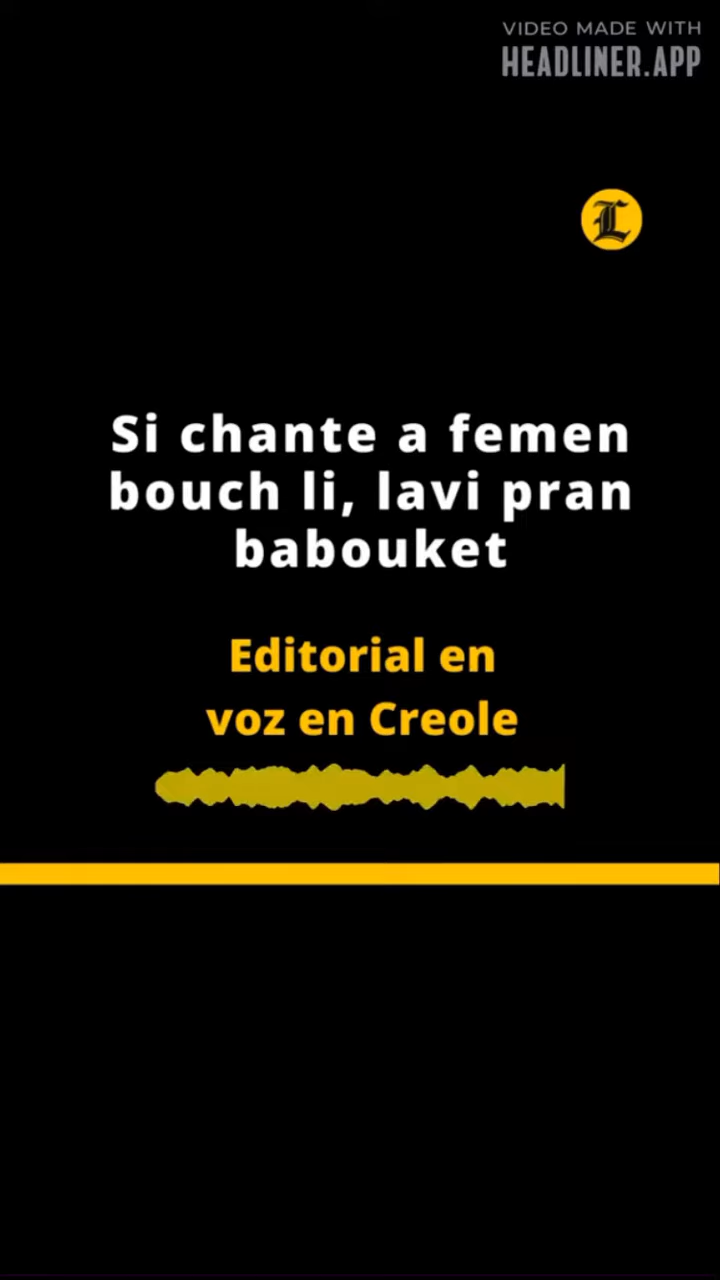 VIDEO MADE WITH
HEADLINER.APP
L
Si chante a femen
bouch li, lavi pran
babouket
Editorial en
voz en Creole